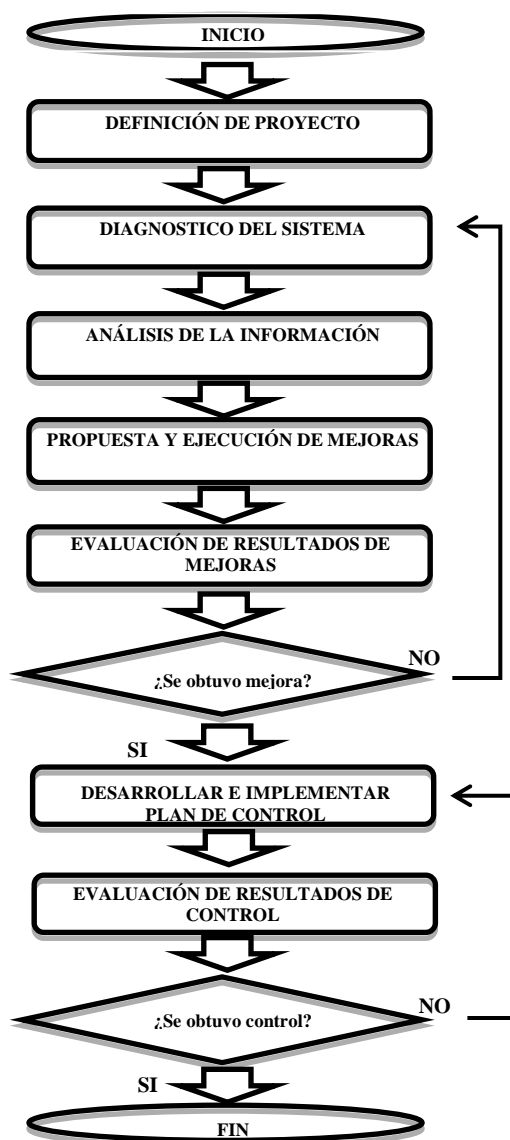 INICIO
DEFINICIÓN DE PROYECTO
DIAGNOSTICO DEL SISTEMA
ANÁLISIS DE LA INFORMACIÓN
PROPUESTA Y EJECUCIÓN DE MEJORAS
EVALUACIÓN DE RESULTADOS DE
MEJORAS
NO
¿Se obtuvo mejora?
SI
DESARROLLAR E IMPLEMENTAR
PLAN DE CONTROL
EVALUACIÓN DE RESULTADOS DE
CONTROL
NO
¿Se obtuvo control?
SI
FIN